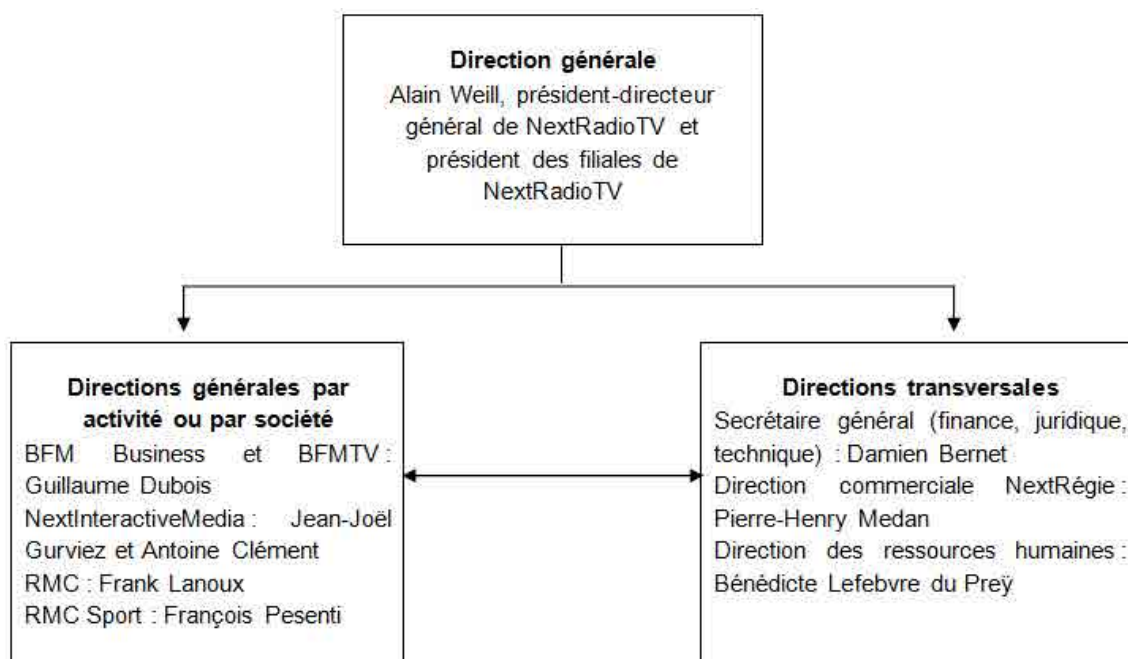 Direction générale
Alain Weill, président-directeur
général de NextRadioTV et
président des filiales de
NextRadioTV
Directions générales par
activité ou par société
BFM Business et BFMTV :
Guillaume Dubois
NextInteractiveMedia : Jean-Joël
Gurviez et Antoine Clément
RMC : Frank Lanoux
RMC Sport : François Pesenti
Directions transversales
Secrétaire général (finance, juridique,
technique) : Damien Bernet
Direction commerciale NextRégie :
Pierre-Henry Medan
Direction des ressources humaines :
Bénédicte Lefebvre du Preÿ